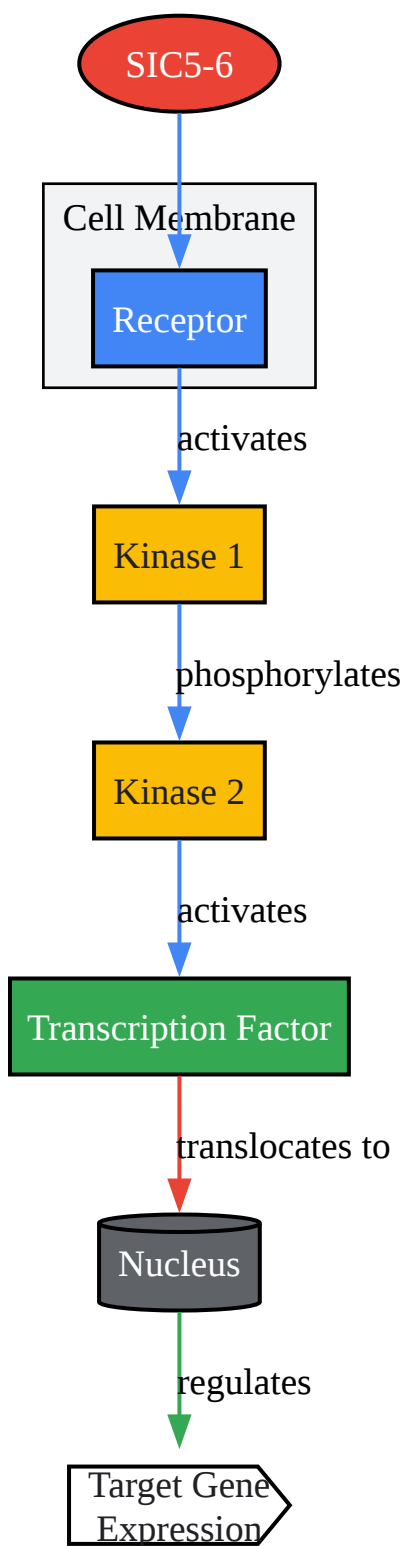 SIC5-6
Cell Membrane
Receptor
activates
Kinase 1
phosphorylates
Kinase 2
activates
Transcription Factor
translocates to
Nucleus
regulates
Target Gene
Expression